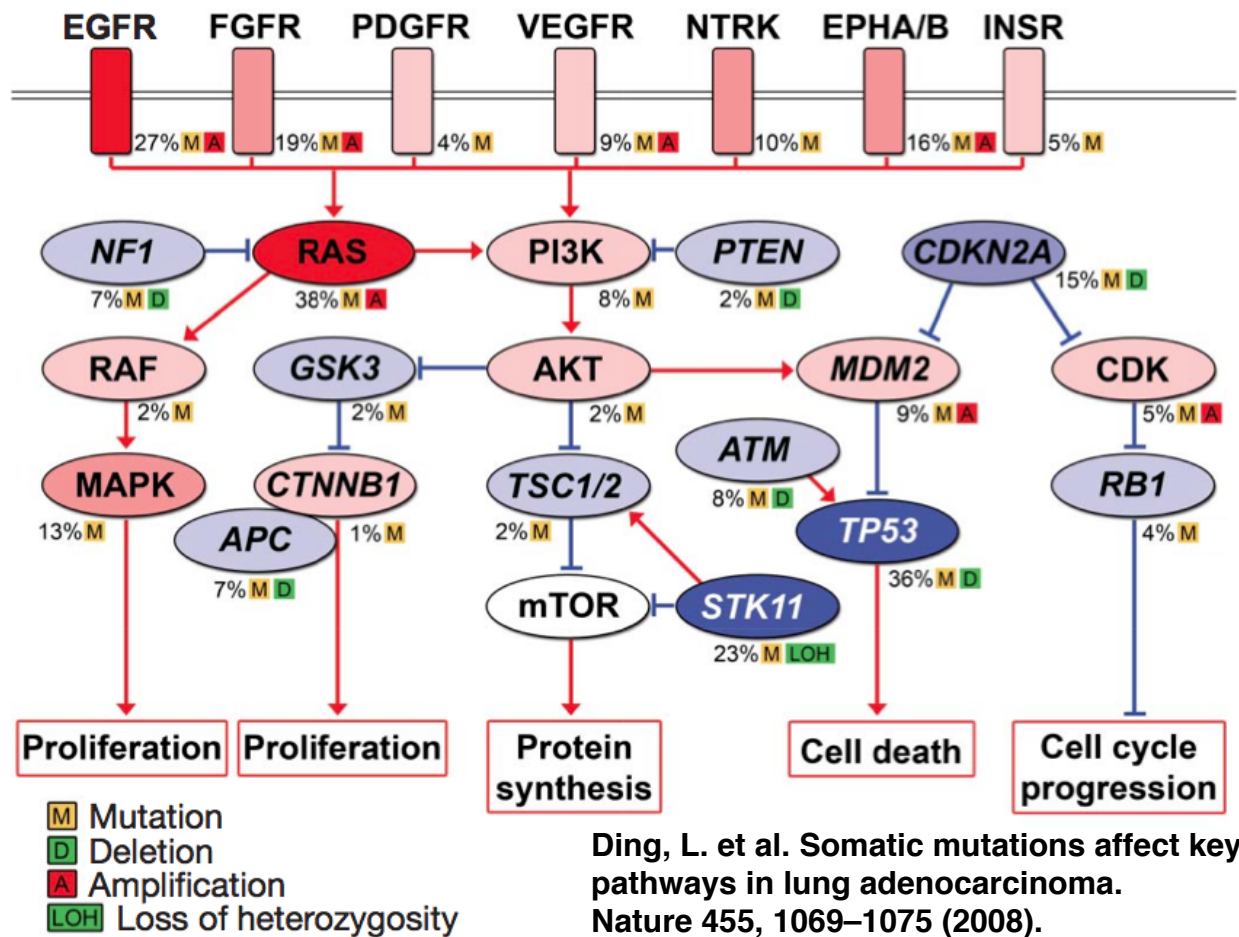 EGFR FGFR PDGFR VEGFR NTRK EPHA/B INSR
27% M A 19% M A 4% M 9% M A 10% M 16% M A 5% M
NF1 RAS PI3K PTEN CDKN2A
7% M D 38% M A 8% M 2% M D 15% M D
RAF GSK3 AKT MDM2 CDK
2% M 2% M 2% M 9% M A 5% M A
ATM
8% M D
MAPK CTNNB1 TSC1/2 RB1
13% M 1% M 2% M 4% M
APC TP53
7% M D 36% M D
mTOR STK11
23% M LOH
Proliferation
Proliferation
Protein
synthesis
Cell death
Cell cycle
progression
M Mutation
D Deletion
A Amplification
LOH Loss of heterozygosity
Ding, L. et al. Somatic mutations affect key
pathways in lung adenocarcinoma.
Nature 455, 1069–1075 (2008).